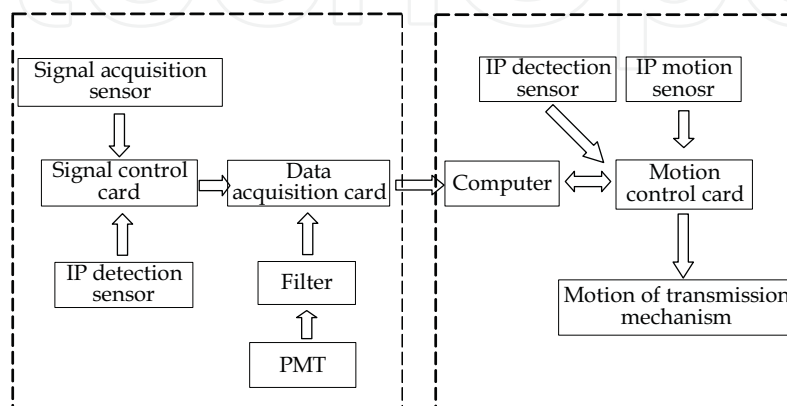 Signal acquisition
sensor
Signal control
card
IP detection
sensor
Data
acquisition card
Filter
PMT
IP dectection
sensor
IP motion
senosr
Computer
Motion
control card
Motion of transmission
mechanism